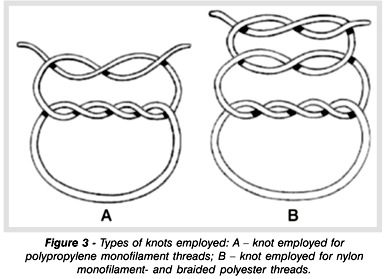 A
B
Figure 3 - Types of knots employed: A – knot employed for
polypropylene monofilament threads; B – knot employed for nylon
monofilament- and braided polyester threads.